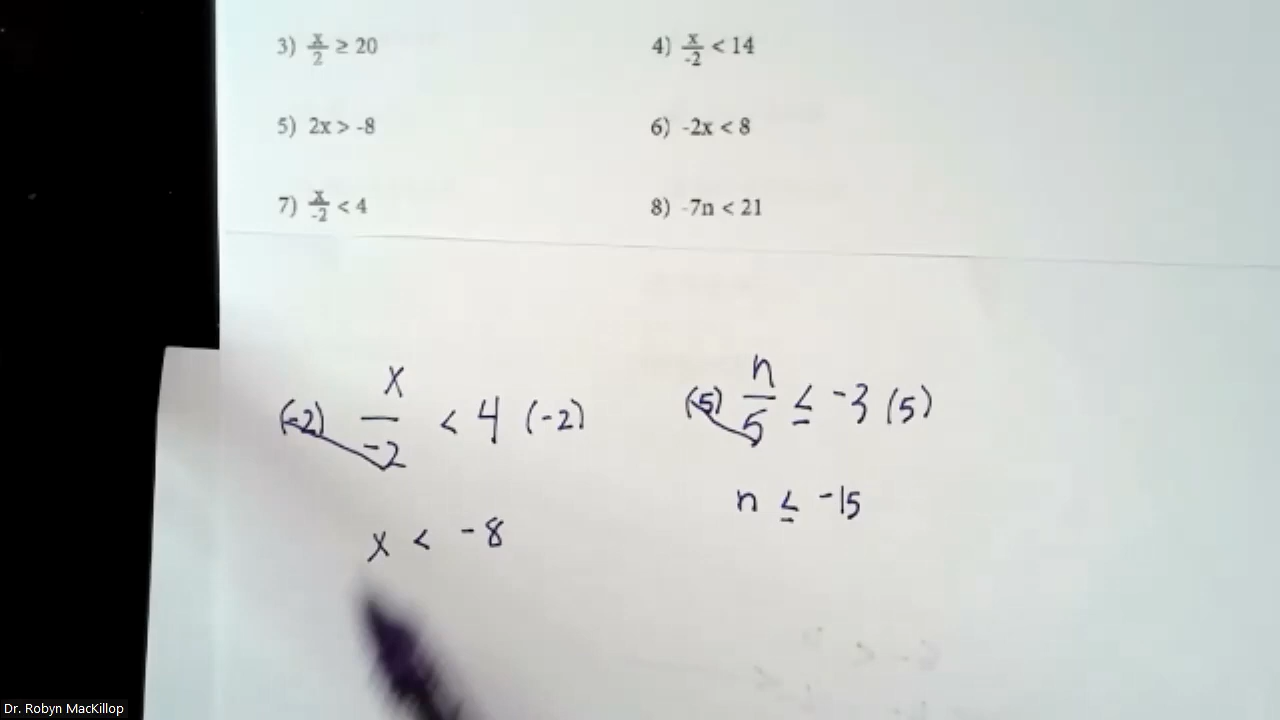 3) x/2 ≥ 20
4) x/-2 < 14
5) 2x > -8
6) -2x < 8
7) x/-2 < 4
8) -7n < 21
(-2) x/-2 < 4 (-2)
x < -8
(5) n/5 ≤ -3 (5)
n ≤ -15
Dr. Robyn MacKillop